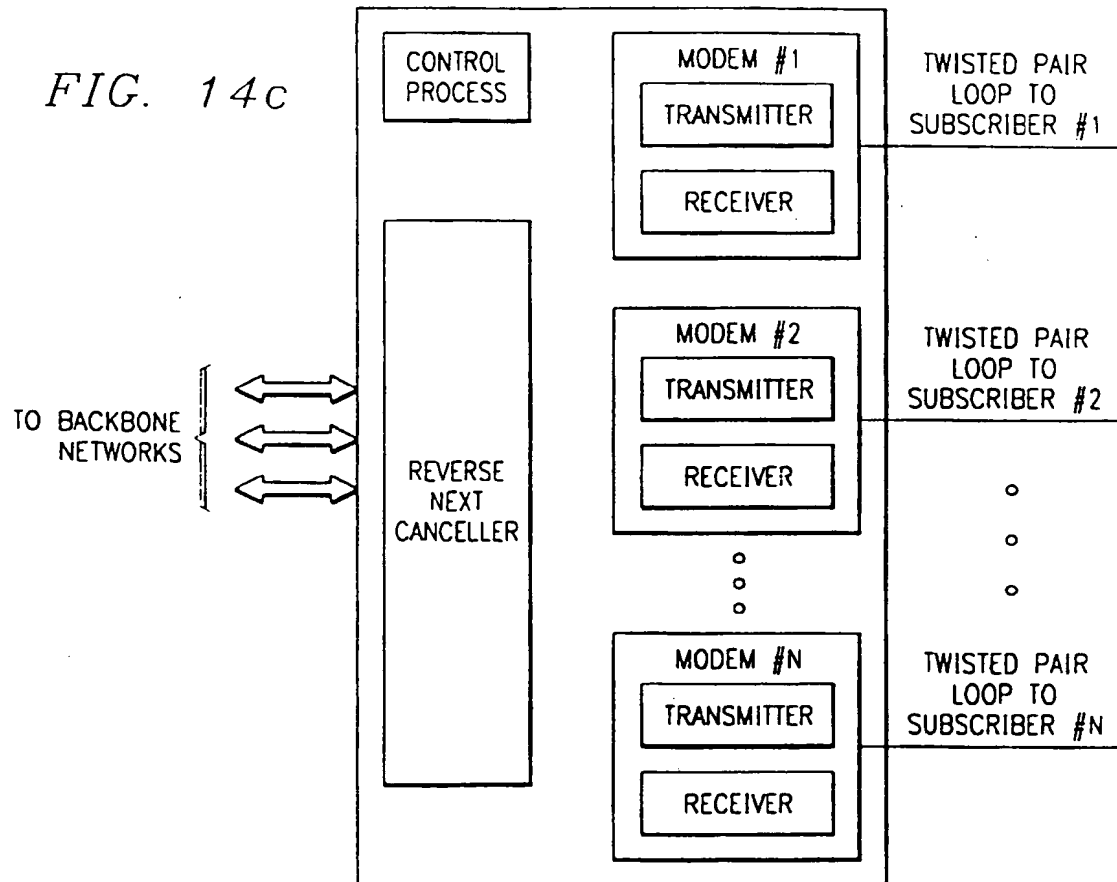 FIG. 14c
CONTROL
PROCESS
MODEM #1
TRANSMITTER
RECEIVER
TWISTED PAIR
LOOP TO
SUBSCRIBER #1
MODEM #2
TRANSMITTER
RECEIVER
TWISTED PAIR
LOOP TO
SUBSCRIBER #2
TO BACKBONE
NETWORKS
REVERSE
NEXT
CANCELLER
MODEM #N
TRANSMITTER
RECEIVER
TWISTED PAIR
LOOP TO
SUBSCRIBER #N